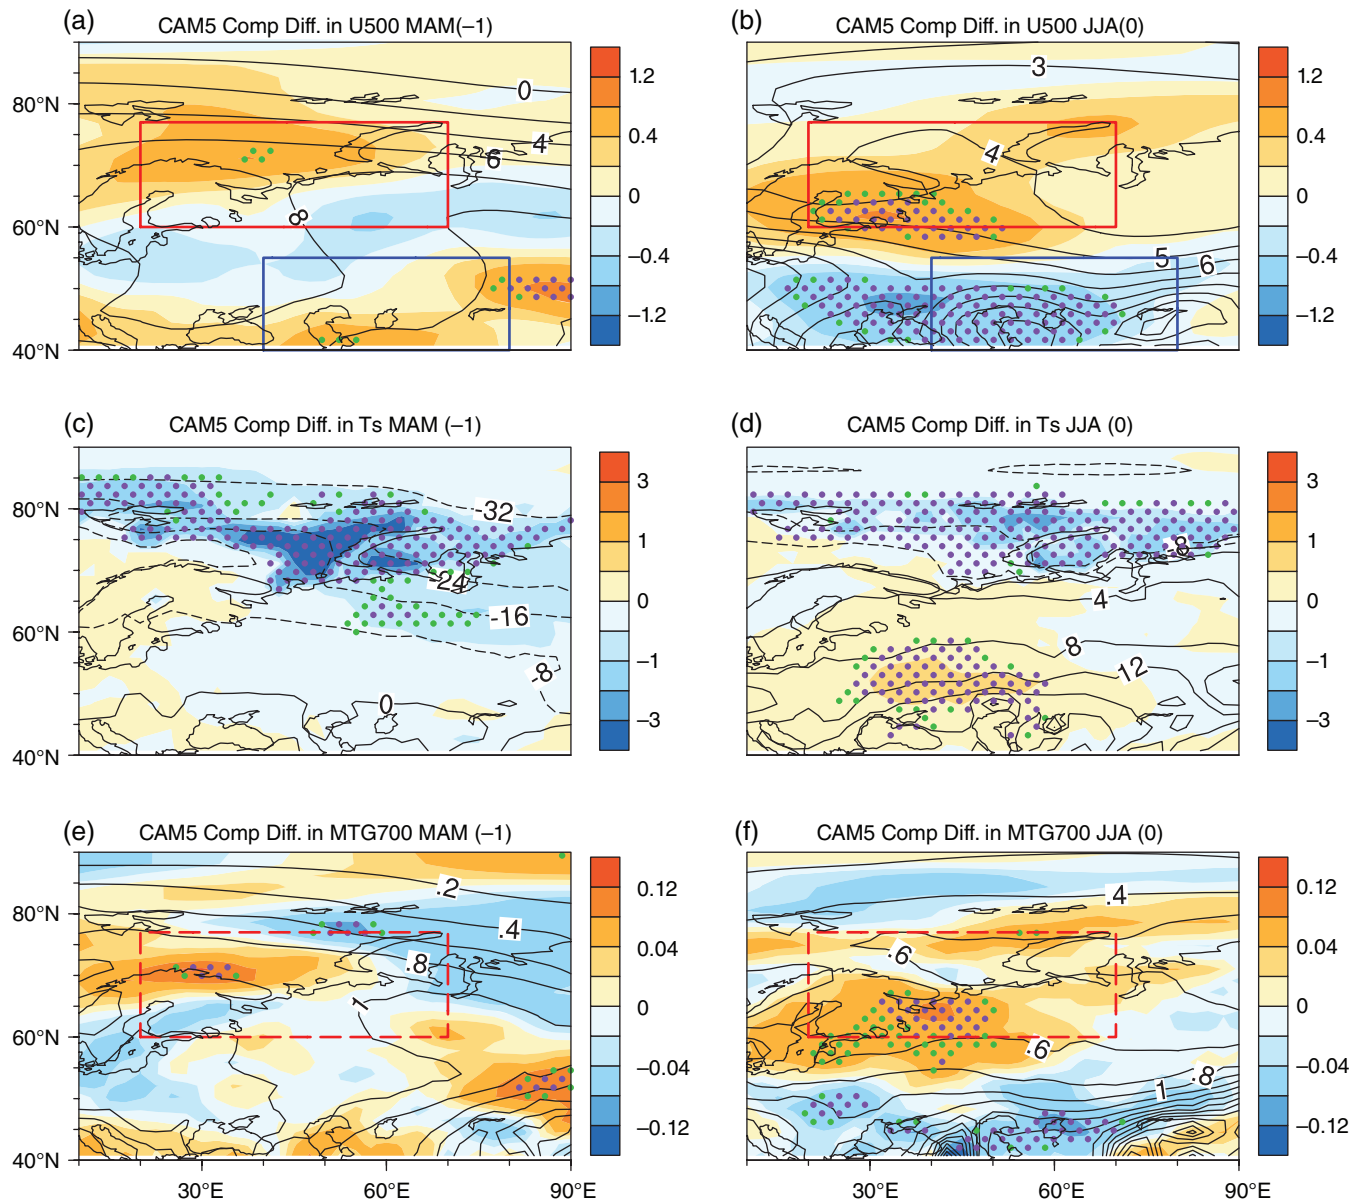 (a) CAM5 Comp Diff. in U500 MAM(−1)
80°N
60°N
40°N
0
4
6
8
1.2
0.4
0
−0.4
−1.2
(b) CAM5 Comp Diff. in U500 JJA(0)
3
4
5
6
1.2
0.4
0
−0.4
−1.2
(c) CAM5 Comp Diff. in Ts MAM (−1)
80°N
60°N
40°N
-32
-24
-16
-8
0
3
1
0
−1
−3
(d) CAM5 Comp Diff. in Ts JJA (0)
-8
4
8
12
3
1
0
−1
−3
(e) CAM5 Comp Diff. in MTG700 MAM (−1)
80°N
60°N
40°N
30°E
60°E
90°E
.2
.4
.8
1
0.12
0.04
0
−0.04
−0.12
(f) CAM5 Comp Diff. in MTG700 JJA (0)
.4
.6
.6
.8
1
30°E
60°E
90°E
0.12
0.04
0
−0.04
−0.12